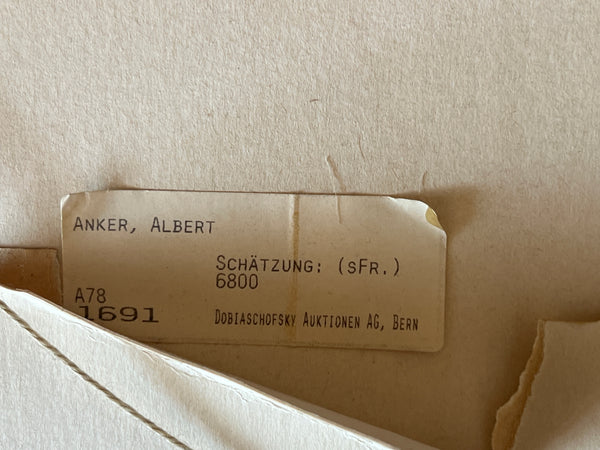 ANKER, ALBERT
SCHÄTZUNG: (SFR.)
6800
A78
1691
DOBIASCHOFSKY AUKTIONEN AG, BERN